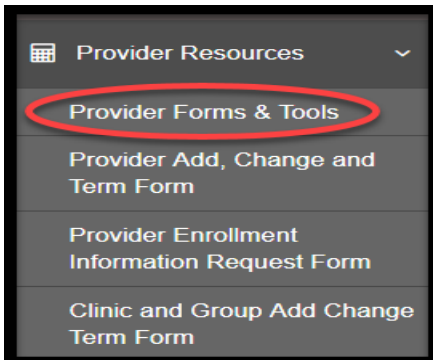 Provider Resources
Provider Forms & Tools
Provider Add, Change and
Term Form
Provider Enrollment
Information Request Form
Clinic and Group Add Change
Term Form